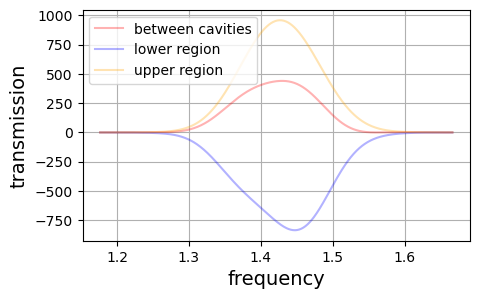 1000
750
500
250
0
−250
−500
−750
transmission
between cavities
lower region
upper region
1.2 1.3 1.4 1.5 1.6
frequency